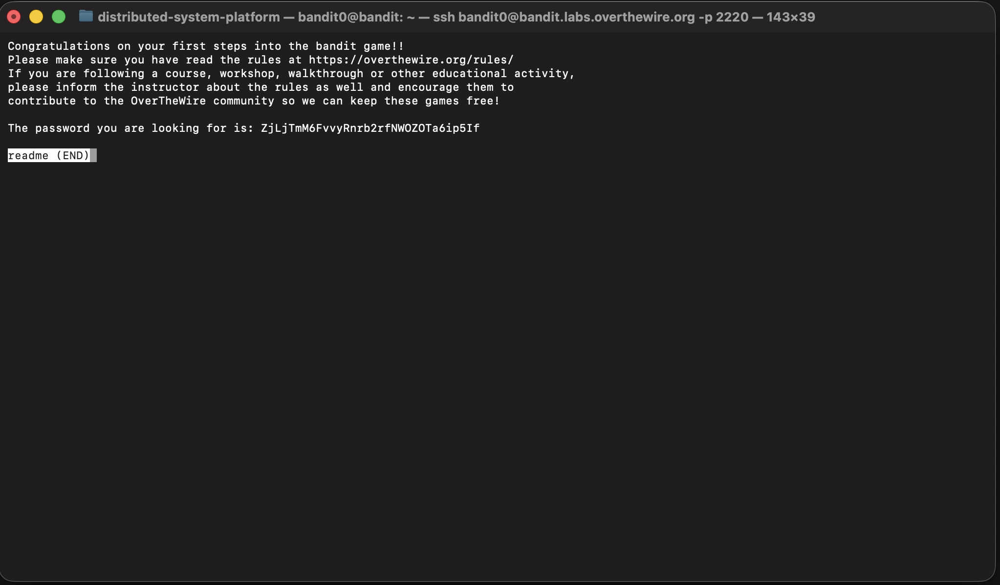 distributed-system-platform — bandit0@bandit: ~ — ssh bandit0@bandit.labs.overthewire.org -p 2220 — 143×39
Congratulations on your first steps into the bandit game!!
Please make sure you have read the rules at https://overthewire.org/rules/
If you are following a course, workshop, walkthrough or other educational activity,
please inform the instructor about the rules as well and encourage them to
contribute to the OverTheWire community so we can keep these games free!
The password you are looking for is: ZjLjTmM6FvvyRnrb2rfNWOZOTa6ip5If
readme (END)